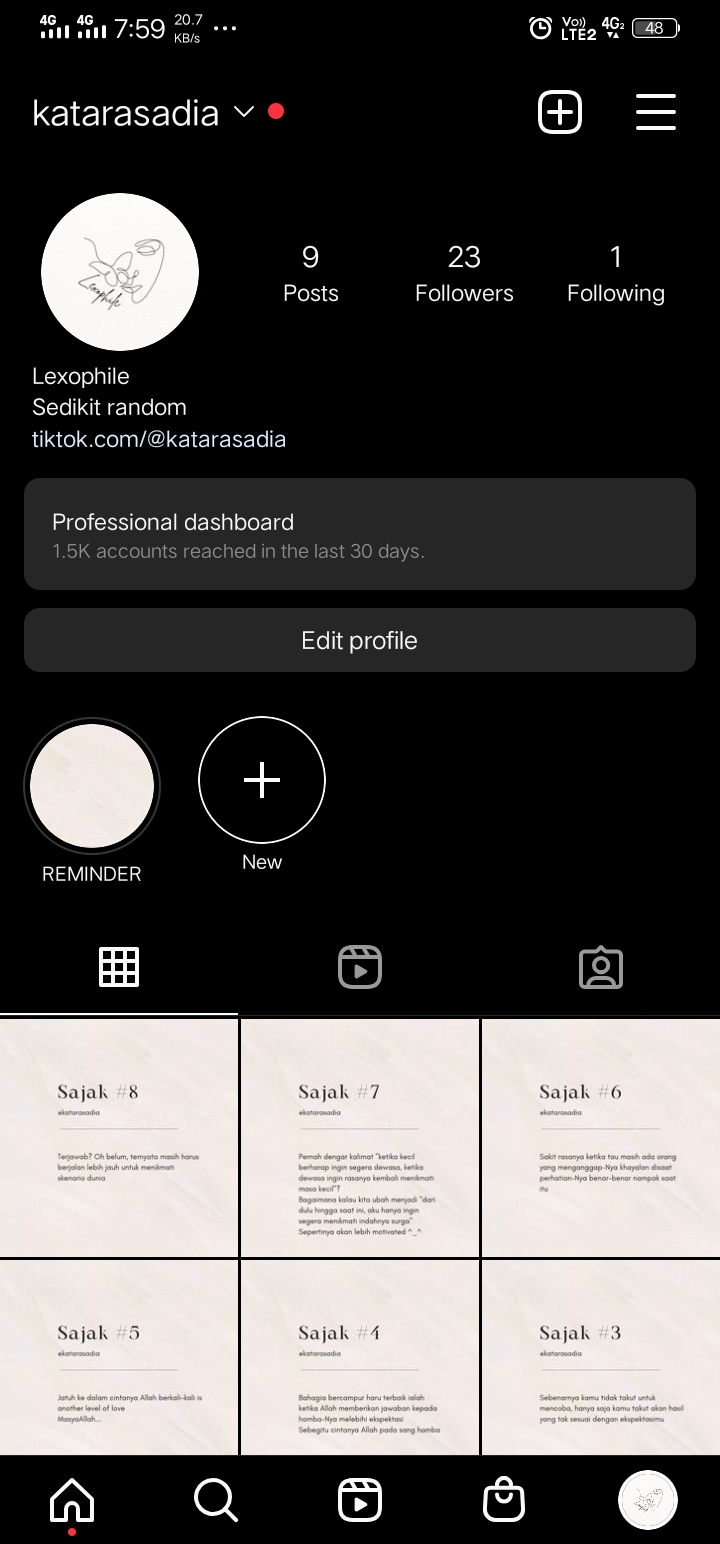 4G 4G 7:59 20.7 KB/s ... Vo)) LTE2 4G2 48
katarasadia
9 23 1
Posts Followers Following
Lexophile
Lexophile
Sedikit random
tiktok.com/@katarasadia
Professional dashboard
1.5K accounts reached in the last 30 days.
Edit profile
REMINDER
New
Sajak #8
@katarasadia
Terjawab? Oh belum, ternyata masih harus
berjalan lebih jauh untuk menikmati
skenario dunia
Sajak #7
@katarasadia
Pernah dengar kalimat "ketika kecil
berharap ingin segera dewasa, ketika
dewasa ingin rasanya kembali menikmati
masa kecil"?
Bagaimana kalau kita ubah menjadi "dari
dulu hingga saat ini, aku hanya ingin
segera menikmati indahnya surga"
Sepertinya akan lebih motivated ^_^
Sajak #6
@katarasadia
Sakit rasanya ketika tau masih ada orang
yang menganggap-Nya khayalan disaat
perhatian-Nya benar-benar nampak saat
itu
Sajak #5
@katarasadia
Jatuh ke dalam cintanya Allah berkali-kali is
another level of love
MasyaAllah...
Sajak #4
@katarasadia
Bahagia bercampur haru terbaik ialah
ketika Allah memberikan jawaban kepada
hamba-Nya melebihi ekspektasi
Sebegitu cintanya Allah pada sang hamba
Sajak #3
@katarasadia
Sebenarnya kamu tidak takut untuk
mencoba, hanya saja kamu takut akan hasil
yang tak sesuai dengan ekspektasimu